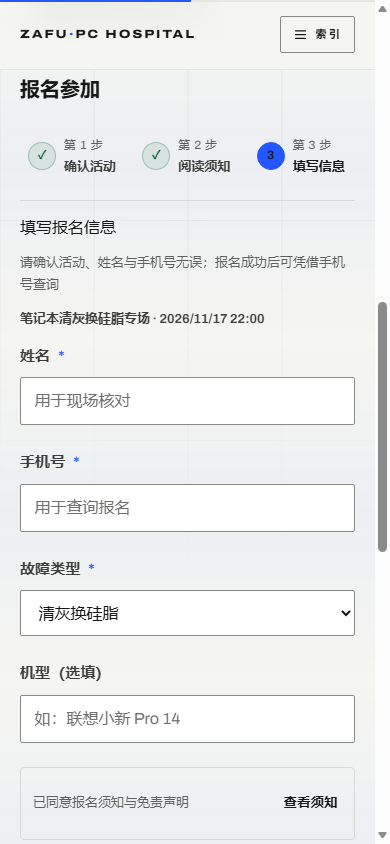 ZAFU·PC HOSPITAL
索引
报名参加
第 1 步
确认活动
第 2 步
阅读须知
3
第 3 步
填写信息
填写报名信息
请确认活动、姓名与手机号无误；报名成功后可凭借手机
号查询
笔记本清灰换硅脂专场 · 2026/11/17 22:00
姓名 *
用于现场核对
手机号 *
用于查询报名
故障类型 *
清灰换硅脂
机型（选填）
如：联想小新 Pro 14
已同意报名须知与免责声明
查看须知